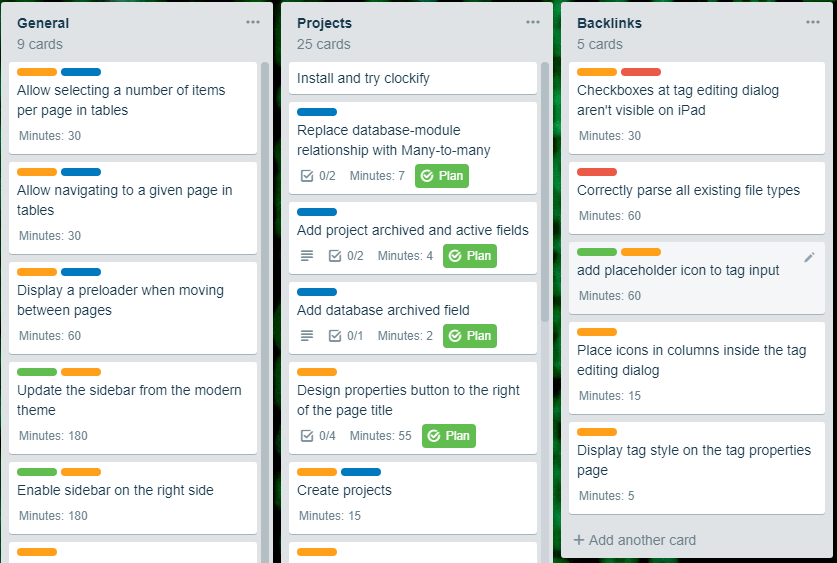 General
9 cards
Allow selecting a number of items
per page in tables
Minutes: 30
Allow navigating to a given page in
tables
Minutes: 30
Display a preloader when moving
between pages
Minutes: 60
Update the sidebar from the modern
theme
Minutes: 180
Enable sidebar on the right side
Minutes: 180
Projects
25 cards
Install and try clockify
Replace database-module
relationship with Many-to-many
0/2 Minutes: 7 Plan
Add project archived and active fields
0/2 Minutes: 4 Plan
Add database archived field
0/1 Minutes: 2 Plan
Design properties button to the right
of the page title
0/4 Minutes: 55 Plan
Create projects
Minutes: 15
Backlinks
5 cards
Checkboxes at tag editing dialog
aren't visible on iPad
Minutes: 30
Correctly parse all existing file types
Minutes: 60
add placeholder icon to tag input
Minutes: 60
Place icons in columns inside the tag
editing dialog
Minutes: 15
Display tag style on the tag properties
page
Minutes: 5
+ Add another card